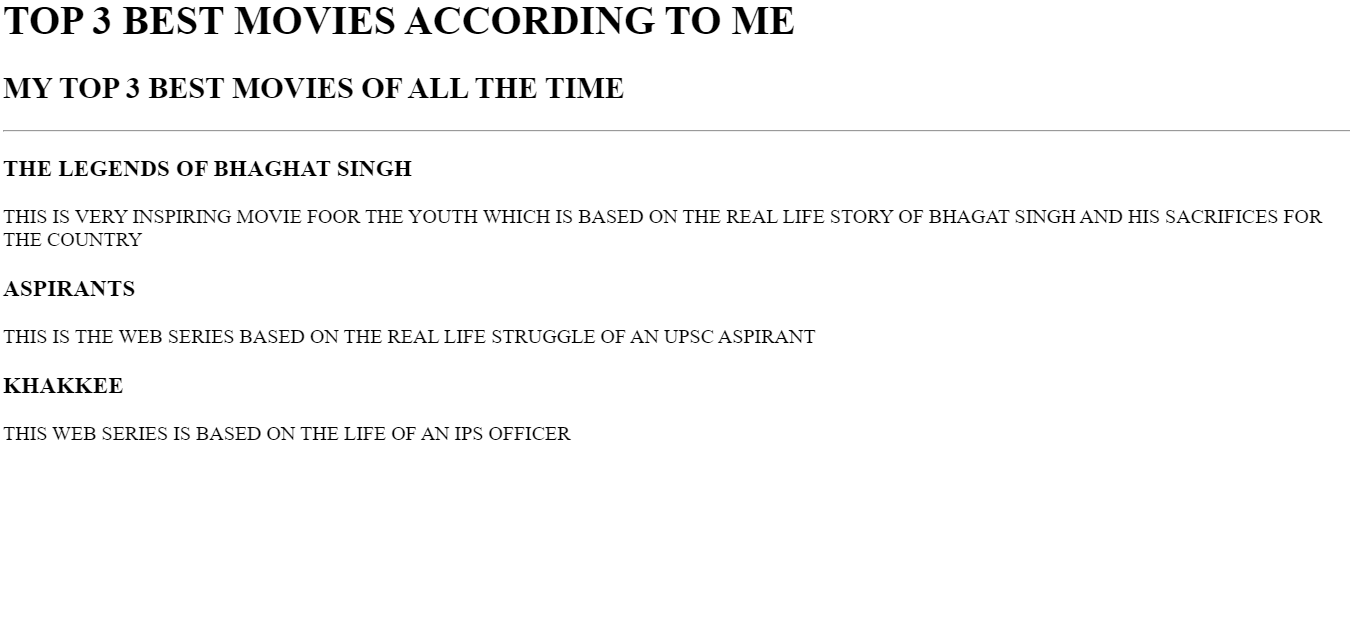 TOP 3 BEST MOVIES ACCORDING TO ME
MY TOP 3 BEST MOVIES OF ALL THE TIME
THE LEGENDS OF BHAGHAT SINGH
THIS IS VERY INSPIRING MOVIE FOOR THE YOUTH WHICH IS BASED ON THE REAL LIFE STORY OF BHAGAT SINGH AND HIS SACRIFICES FOR
THE COUNTRY
ASPIRANTS
THIS IS THE WEB SERIES BASED ON THE REAL LIFE STRUGGLE OF AN UPSC ASPIRANT
KHAKKEE
THIS WEB SERIES IS BASED ON THE LIFE OF AN IPS OFFICER